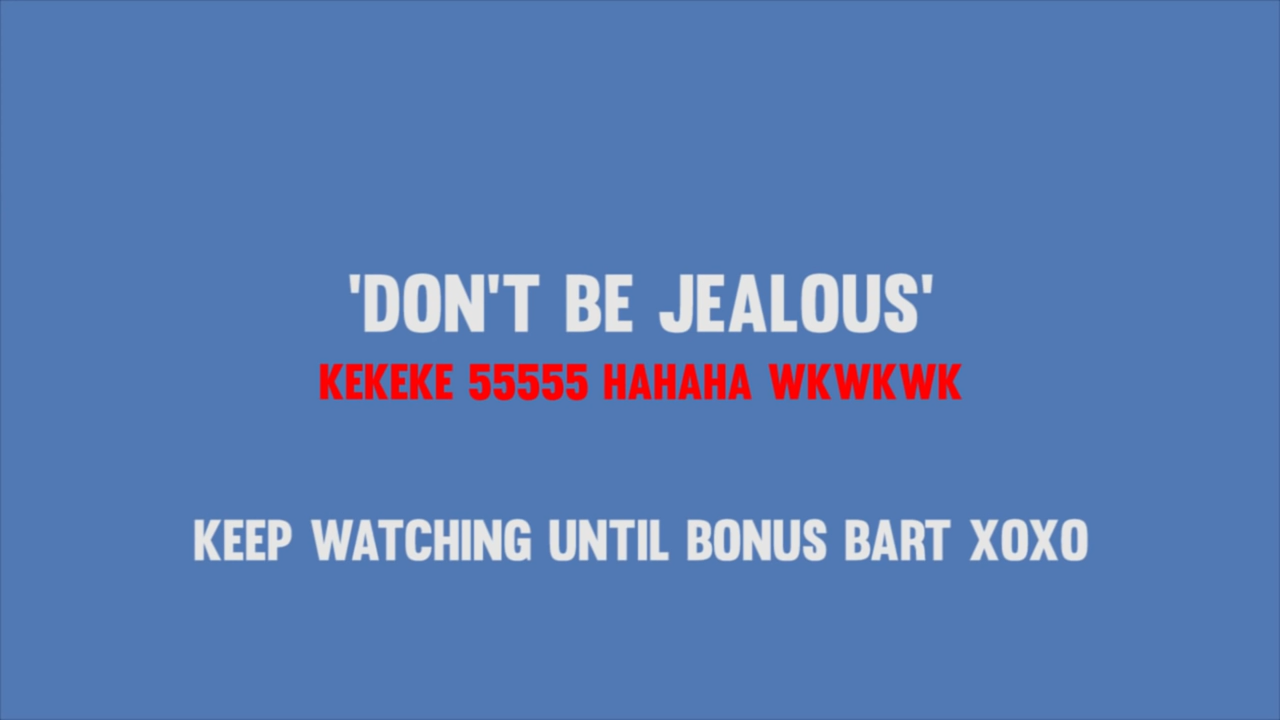 'DON'T BE JEALOUS'
KEKEKE 55555 HAHAHA WKWKWK
KEEP WATCHING UNTIL BONUS BART XOXO